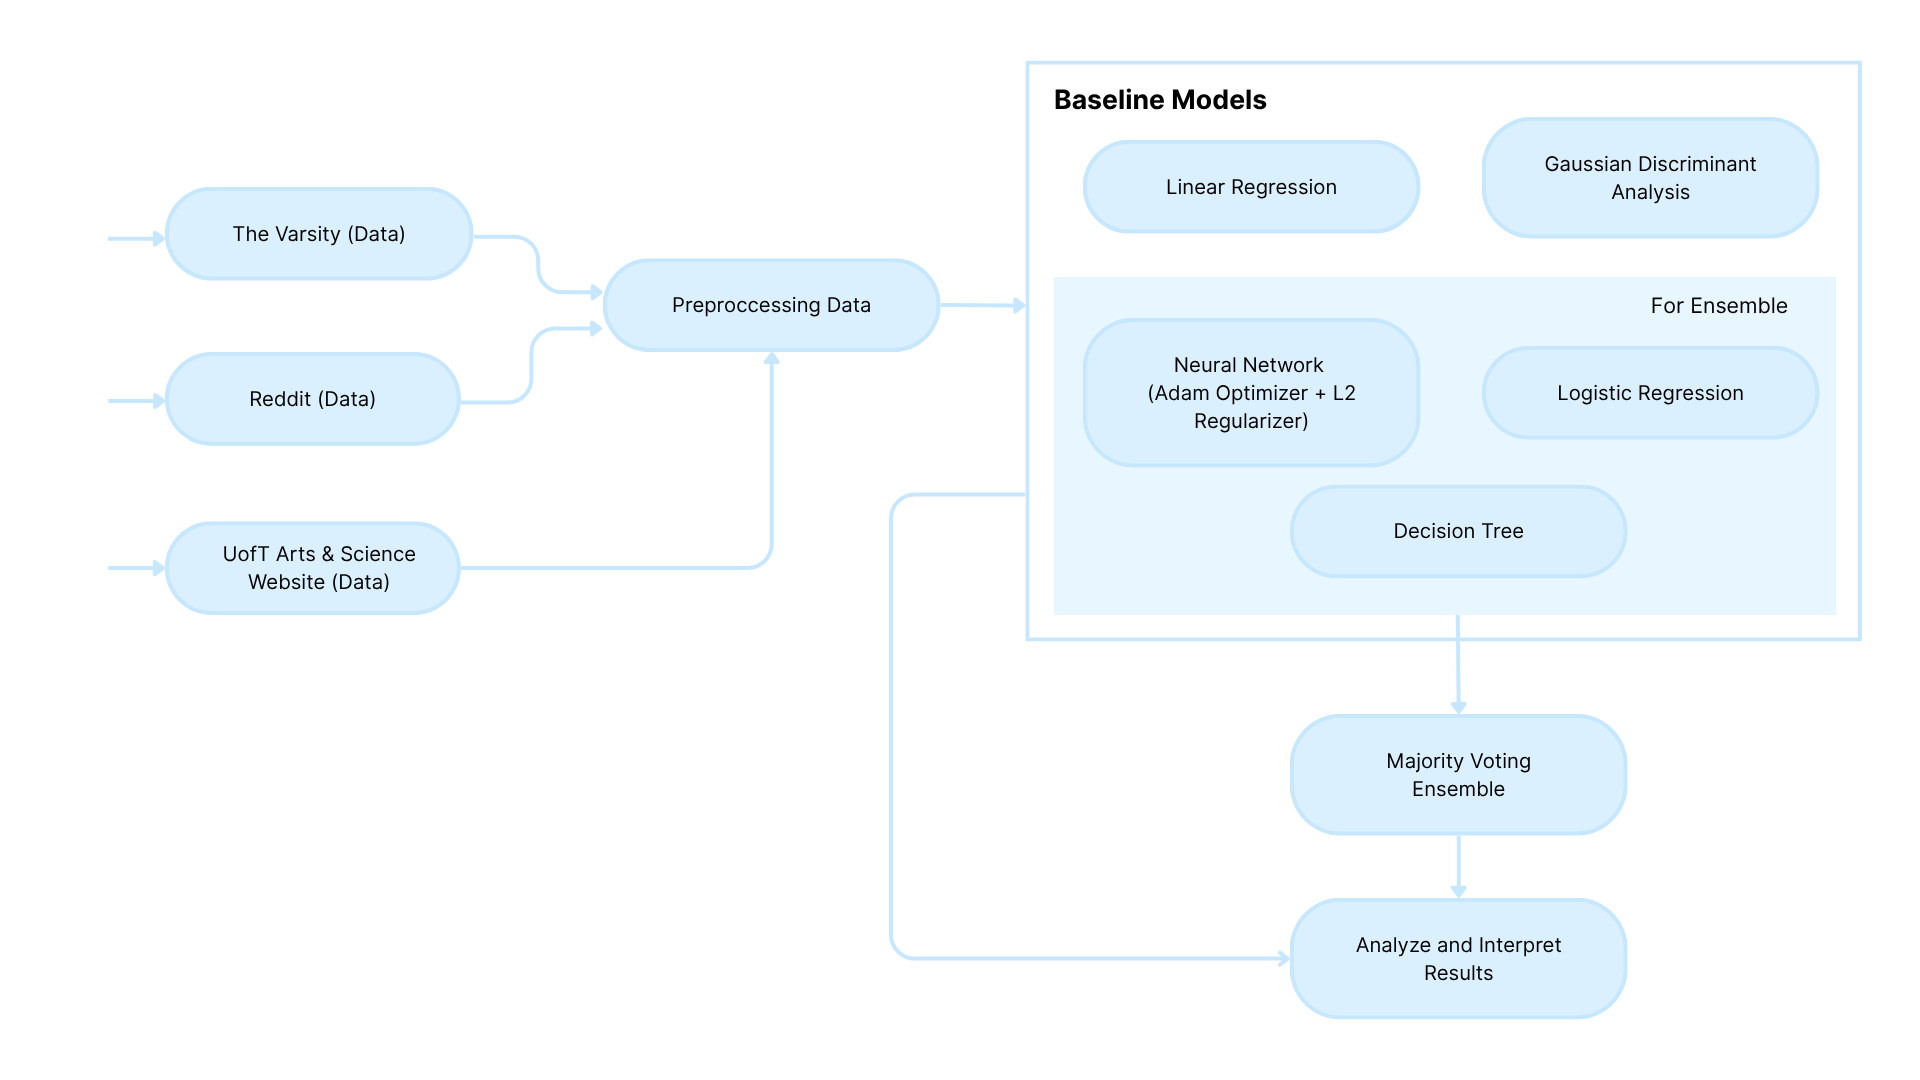 The Varsity (Data)
Reddit (Data)
UofT Arts & Science
Website (Data)
Preproccessing Data
Baseline Models
Linear Regression
Gaussian Discriminant
Analysis
For Ensemble
Neural Network
(Adam Optimizer + L2
Regularizer)
Logistic Regression
Decision Tree
Majority Voting
Ensemble
Analyze and Interpret
Results